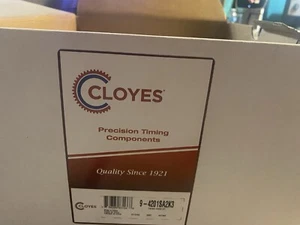 CLOYES®
Precision Timing
Components
Quality Since 1921
CLOYES
9-4201SA2K3